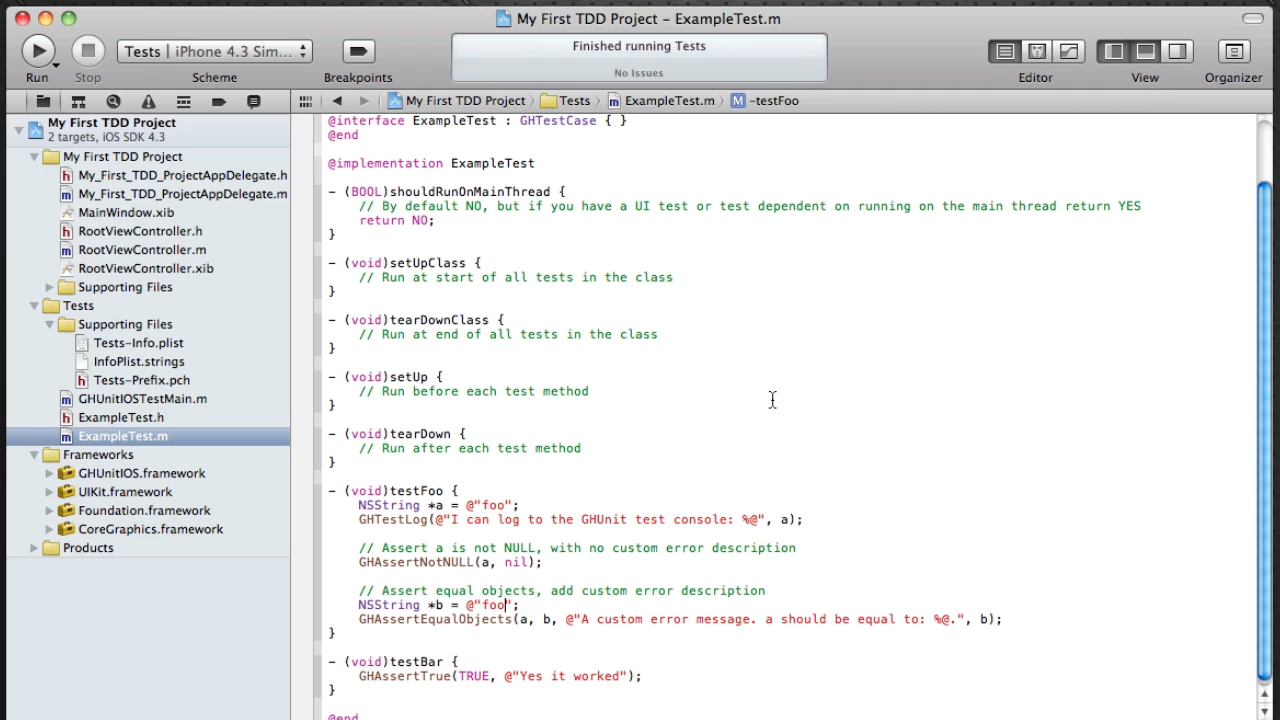 My First TDD Project – ExampleTest.m
Tests | iPhone 4.3 Sim...
Finished running Tests
No Issues
Run
Stop
Scheme
Breakpoints
Editor
View
Organizer
My First TDD Project
Tests
ExampleTest.m
M
-testFoo
My First TDD Project
2 targets, iOS SDK 4.3
My First TDD Project
h My_First_TDD_ProjectAppDelegate.h
m My_First_TDD_ProjectAppDelegate.m
MainWindow.xib
h RootViewController.h
m RootViewController.m
RootViewController.xib
Supporting Files
Tests
Supporting Files
Tests-Info.plist
InfoPlist.strings
h Tests-Prefix.pch
m GHUnitIOSTestMain.m
h ExampleTest.h
m ExampleTest.m
Frameworks
GHUnitIOS.framework
UIKit.framework
Foundation.framework
CoreGraphics.framework
Products
@interface ExampleTest : GHTestCase { }
@end
@implementation ExampleTest
- (BOOL)shouldRunOnMainThread {
// By default NO, but if you have a UI test or test dependent on running on the main thread return YES
return NO;
}
- (void)setUpClass {
// Run at start of all tests in the class
}
- (void)tearDownClass {
// Run at end of all tests in the class
}
- (void)setUp {
// Run before each test method
}
- (void)tearDown {
// Run after each test method
}
- (void)testFoo {
NSString *a = @"foo";
GHTestLog(@"I can log to the GHUnit test console: %@", a);
// Assert a is not NULL, with no custom error description
GHAssertNotNULL(a, nil);
// Assert equal objects, add custom error description
NSString *b = @"foo";
GHAssertEqualObjects(a, b, @"A custom error message. a should be equal to: %@.", b);
}
- (void)testBar {
GHAssertTrue(TRUE, @"Yes it worked");
}
@end